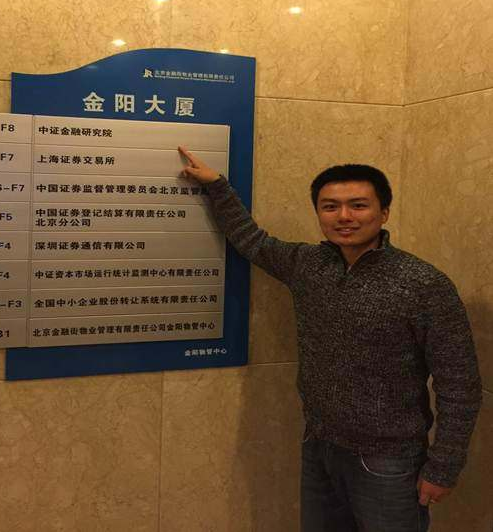 北京金融街物业管理有限责任公司
金阳大厦
F8 中证金融研究院
F7 上海证券交易所
-F7 中国证券监督管理委员会北京监管
F5 中国证券登记结算有限责任公司
北京分公司
F4 深圳证券通信有限公司
F4 中证资本市场运行统计监测中心有限责任公司
-F3 全国中小企业股份转让系统有限责任公司
B1 北京金融街物业管理有限责任公司金阳物管中心
金阳物管中心